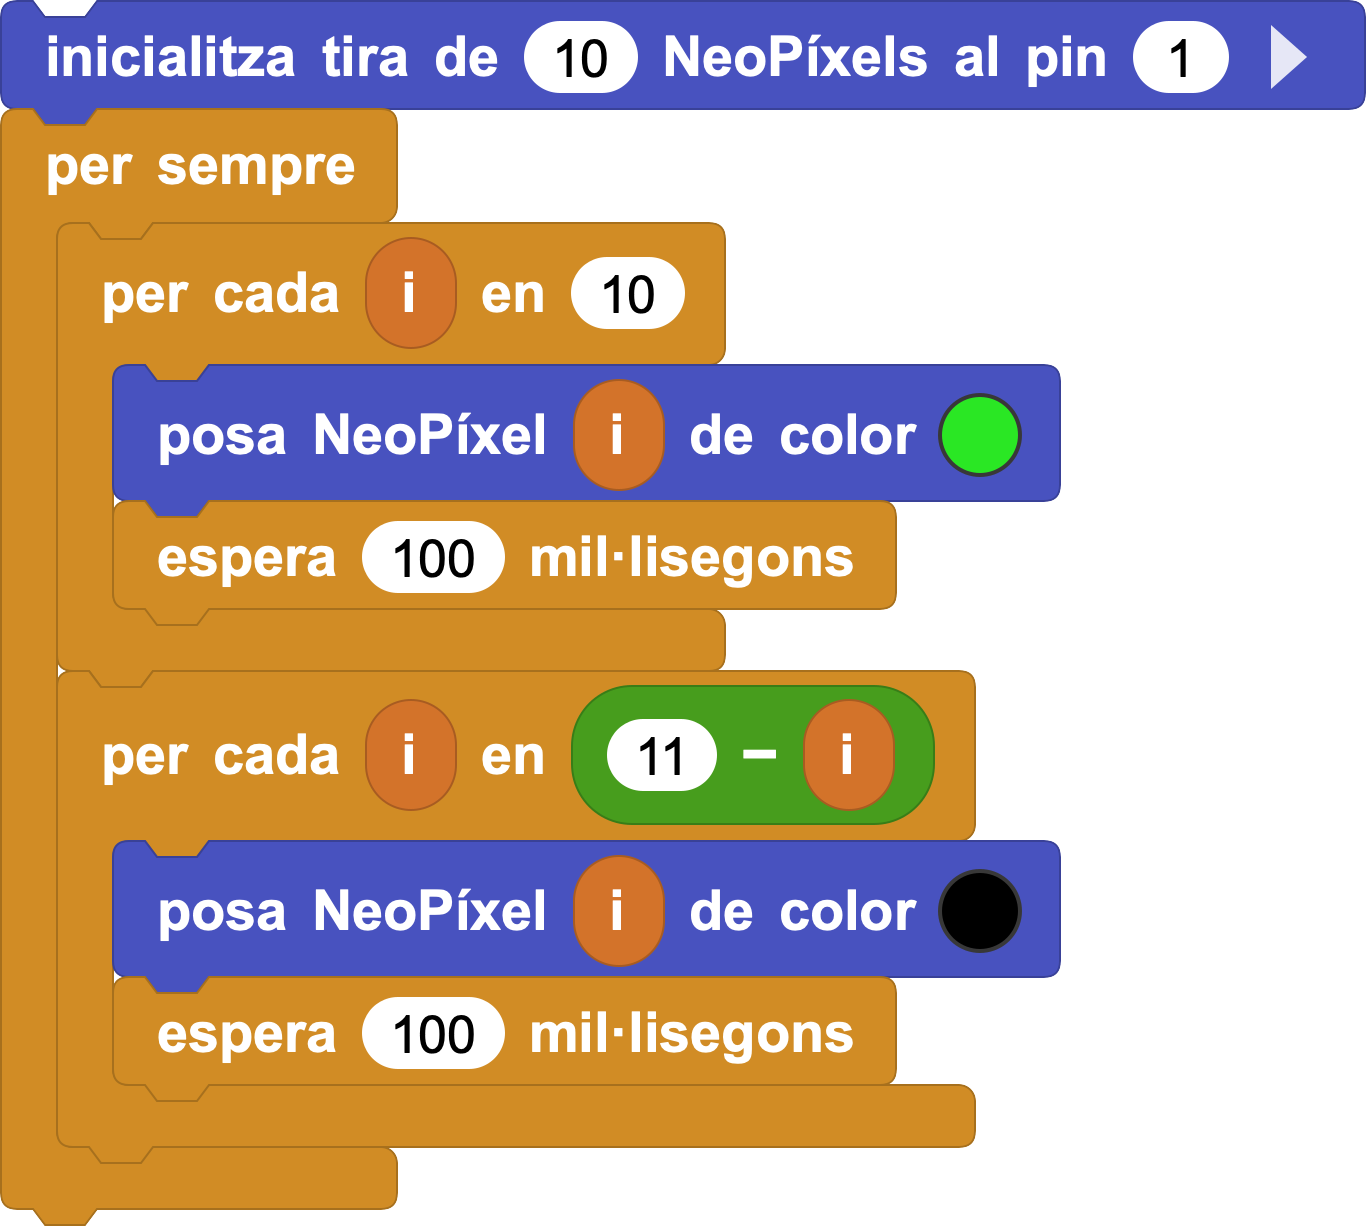 inicialitza tira de 10 NeoPíxels al pin 1
per sempre
per cada i en 10
posa NeoPíxel i de color
espera 100 mil·lisegons
per cada i en 11 - i
posa NeoPíxel i de color
espera 100 mil·lisegons